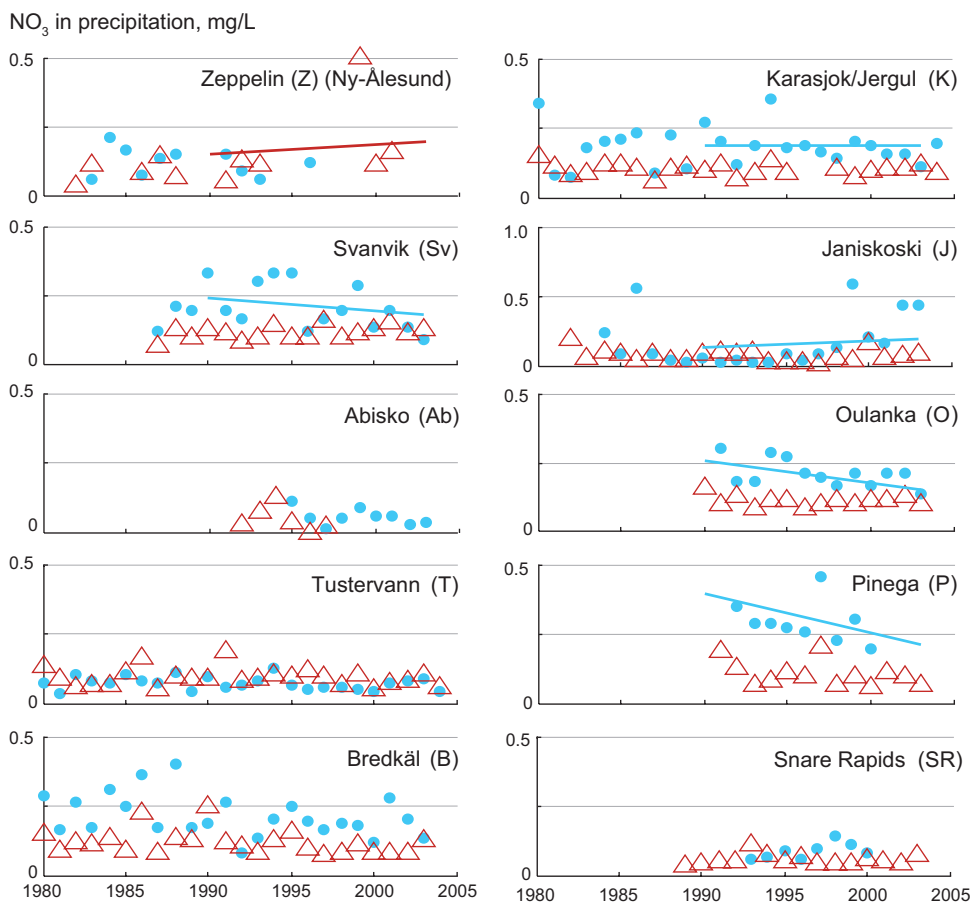 NO3 in precipitation, mg/L
0.5
Zeppelin (Z) (Ny-Ålesund)
0
0.5
Karasjok/Jergul (K)
0
0.5
Svanvik (Sv)
0
1.0
Janiskoski (J)
0.5
0
0.5
Abisko (Ab)
0
0.5
Oulanka (O)
0
0.5
Tustervann (T)
0
0.5
Pinega (P)
0
0.5
Bredkäl (B)
0
1980 1985 1990 1995 2000 2005
0.5
Snare Rapids (SR)
0
1980 1985 1990 1995 2000 2005